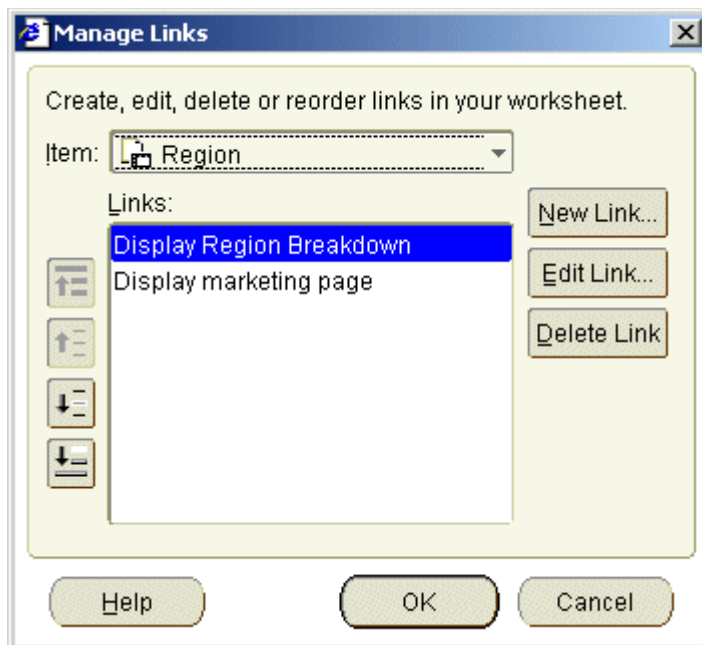 Manage Links
Create, edit, delete or reorder links in your worksheet.
Item: Region
Links:
Display Region Breakdown
Display marketing page
New Link...
Edit Link...
Delete Link
Help OK Cancel